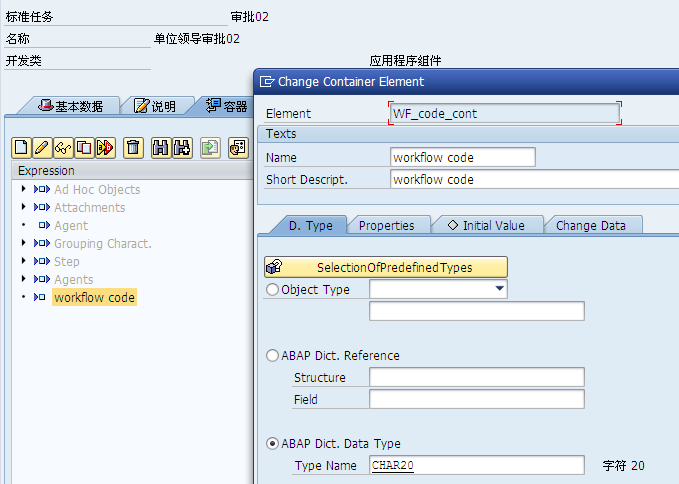 标准任务 审批02
名称 单位领导审批02
开发类 应用程序组件
基本数据 说明 容器
Expression
Ad Hoc Objects
Attachments
Agent
Grouping Charact.
Step
Agents
workflow code
Change Container Element
Element WF_code_cont
Texts
Name workflow code
Short Descript. workflow code
D. Type Properties Initial Value Change Data
SelectionOfPredefinedTypes
Object Type
ABAP Dict. Reference
Structure
Field
ABAP Dict. Data Type
Type Name CHAR20 字符 20